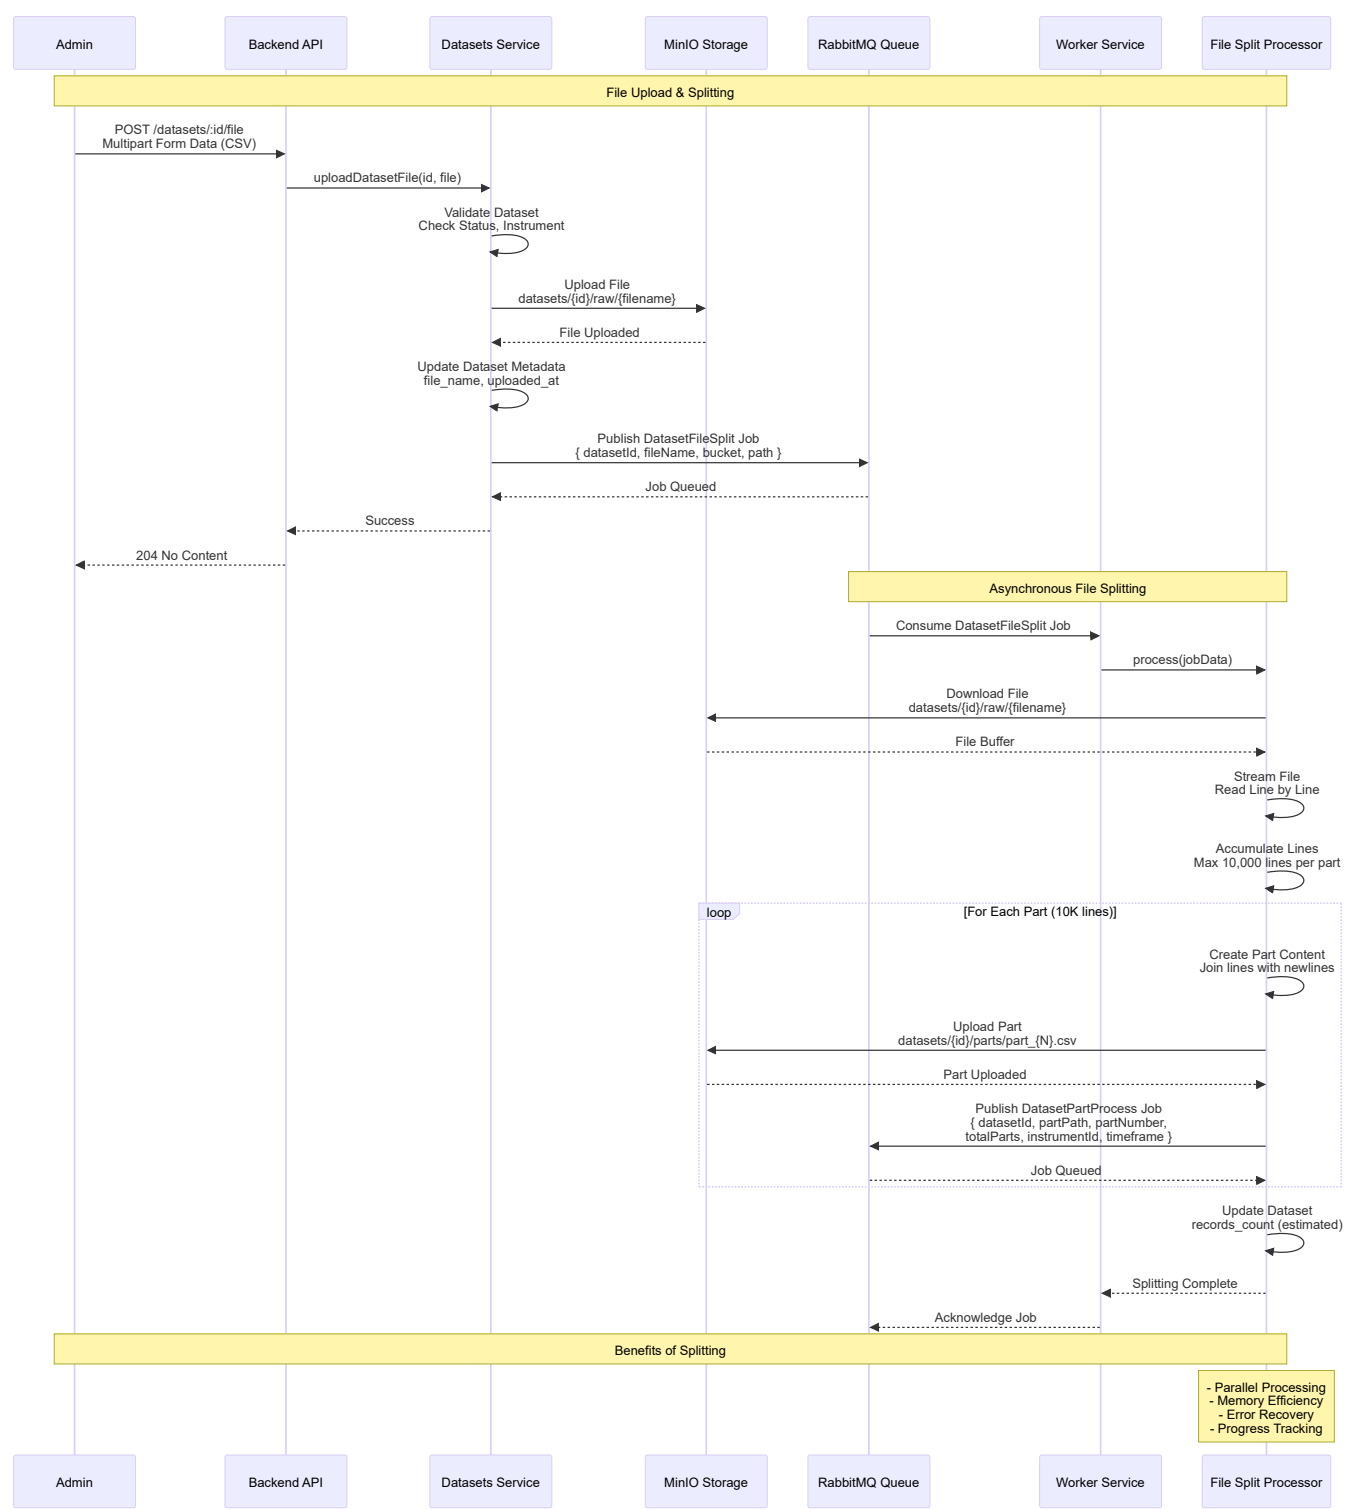 Admin
Backend API
Datasets Service
MinIO Storage
RabbitMQ Queue
Worker Service
File Split Processor
File Upload & Splitting
POST /datasets/:id/file
Multipart Form Data (CSV)
uploadDatasetFile(id, file)
Validate Dataset
Check Status, Instrument
Upload File
datasets/{id}/raw/{filename}
File Uploaded
Update Dataset Metadata
file_name, uploaded_at
Publish DatasetFileSplit Job
{ datasetId, fileName, bucket, path }
Job Queued
Success
204 No Content
Asynchronous File Splitting
Consume DatasetFileSplit Job
process(jobData)
Download File
datasets/{id}/raw/{filename}
File Buffer
Stream File
Read Line by Line
Accumulate Lines
Max 10,000 lines per part
loop
[For Each Part (10K lines)]
Create Part Content
Join lines with newlines
Upload Part
datasets/{id}/parts/part_{N}.csv
Part Uploaded
Publish DatasetPartProcess Job
{ datasetId, partPath, partNumber,
totalParts, instrumentId, timeframe }
Job Queued
Update Dataset
records_count (estimated)
Splitting Complete
Acknowledge Job
Benefits of Splitting
- Parallel Processing
- Memory Efficiency
- Error Recovery
- Progress Tracking
Admin
Backend API
Datasets Service
MinIO Storage
RabbitMQ Queue
Worker Service
File Split Processor